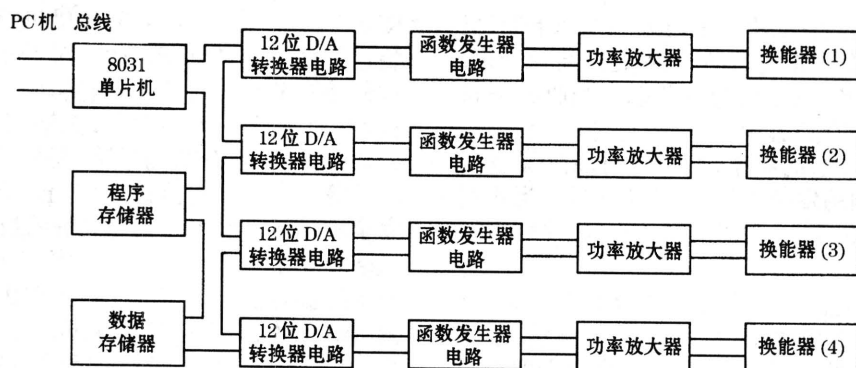 PC机 总线
8031
单片机
12位 D/A
转换器电路
函数发生器
电路
功率放大器
换能器 (1)
12位 D/A
转换器电路
函数发生器
电路
功率放大器
换能器 (2)
程序
存储器
12位 D/A
转换器电路
函数发生器
电路
功率放大器
换能器 (3)
数据
存储器
12位 D/A
转换器电路
函数发生器
电路
功率放大器
换能器 (4)